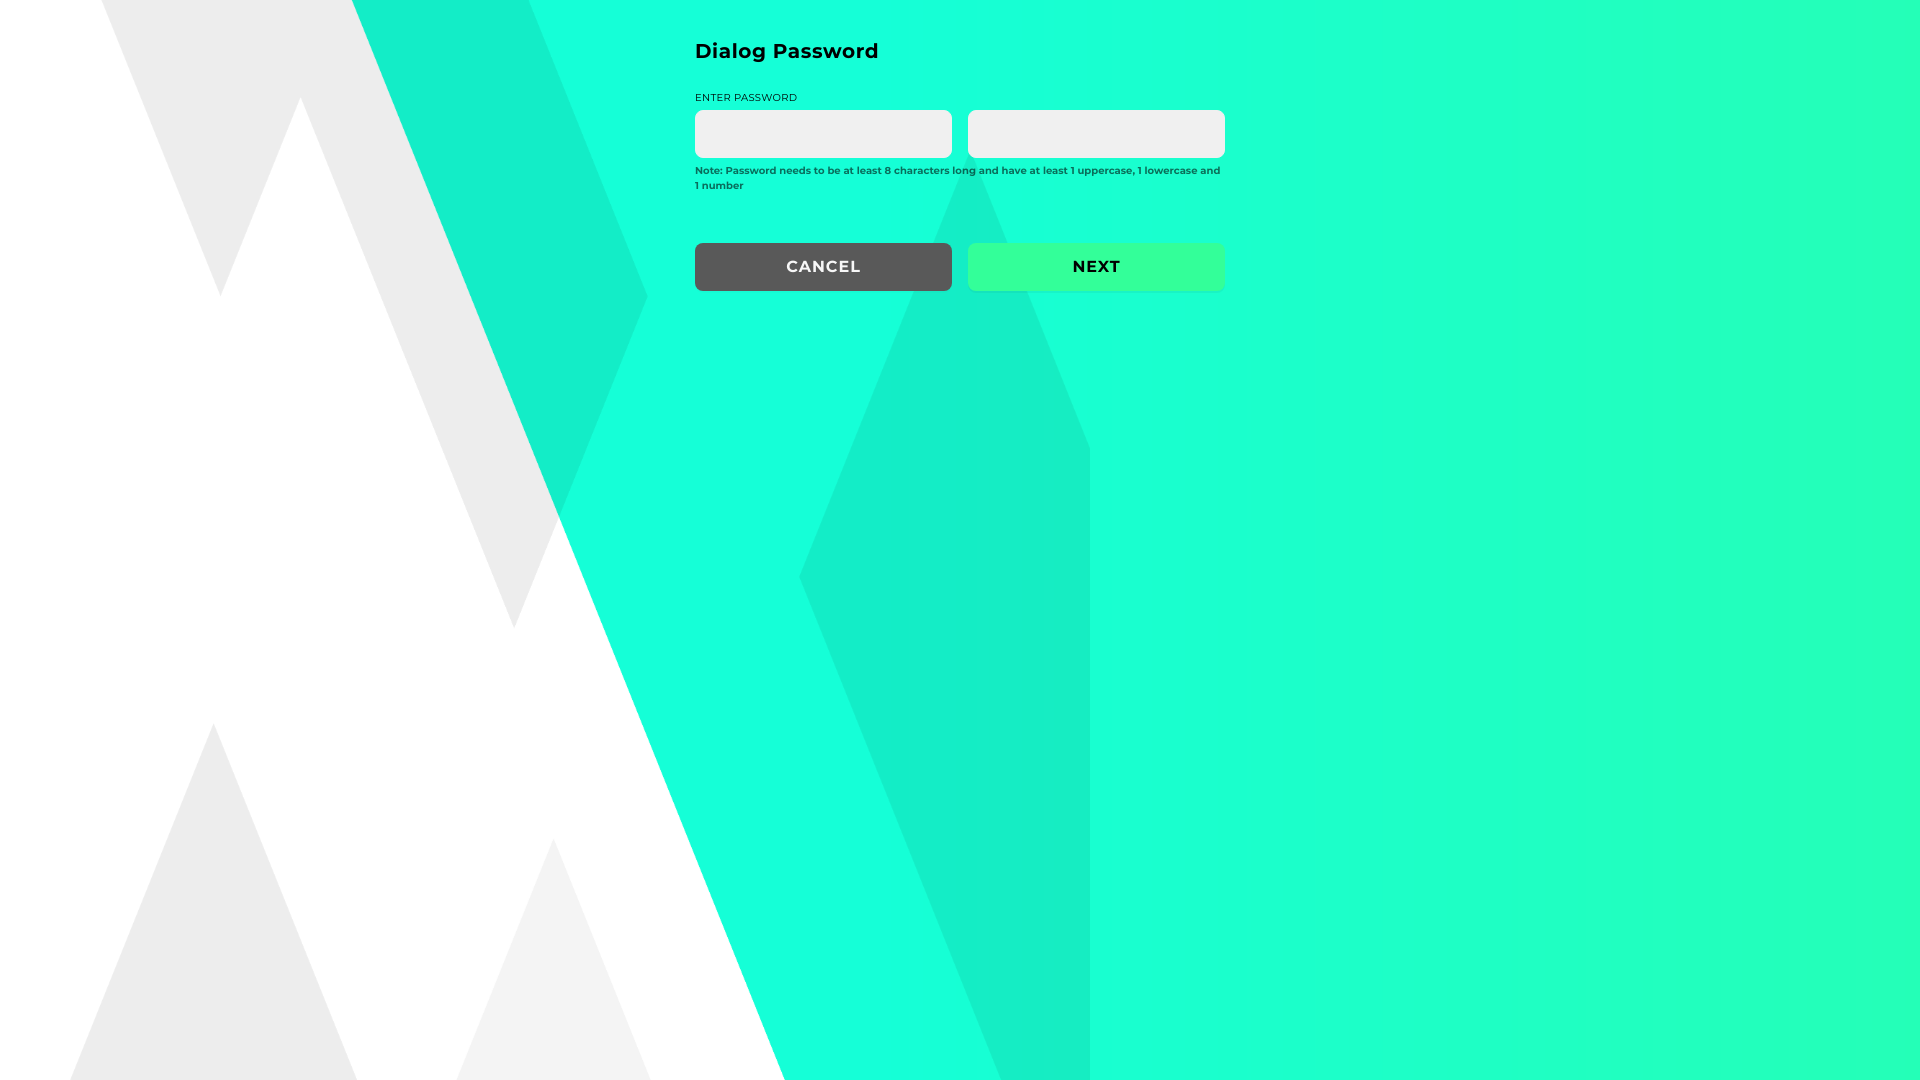 Dialog Password
ENTER PASSWORD
Note: Password needs to be at least 8 characters long and have at least 1 uppercase, 1 lowercase and
1 number
CANCEL
NEXT